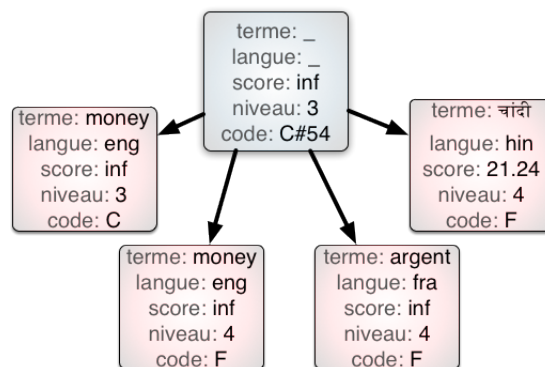 terme: _
langue: _
score: inf
niveau: 3
code: C#54
terme: money
langue: eng
score: inf
niveau: 3
code: C
terme: चांदी
langue: hin
score: 21.24
niveau: 4
code: F
terme: money
langue: eng
score: inf
niveau: 4
code: F
terme: argent
langue: fra
score: inf
niveau: 4
code: F